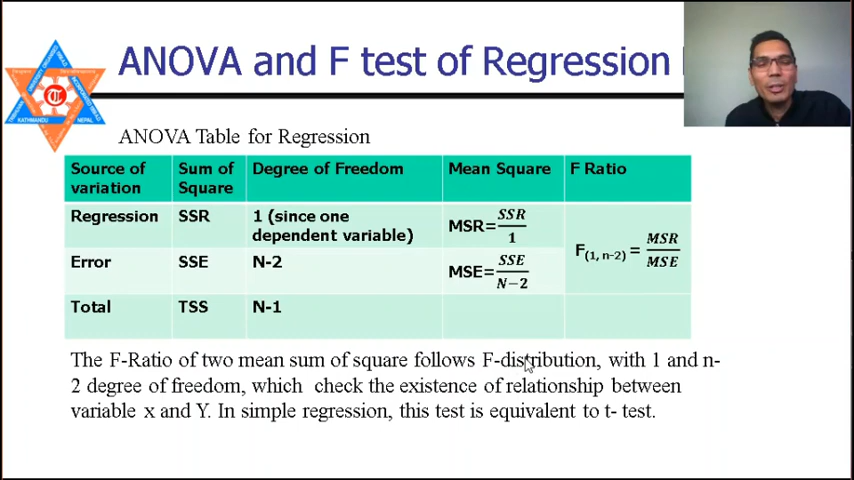 ANOVA and F test of Regression
ANOVA Table for Regression
Source of variation Sum of Square Degree of Freedom Mean Square F Ratio
Regression SSR 1 (since one dependent variable) MSR=SSR/1 F(1, n-2) = MSR/MSE
Error SSE N-2 MSE=SSE/N−2
Total TSS N-1
The F-Ratio of two mean sum of square follows F-distribution, with 1 and n-
2 degree of freedom, which check the existence of relationship between
variable x and Y. In simple regression, this test is equivalent to t- test.
KATHMANDU
NEPAL